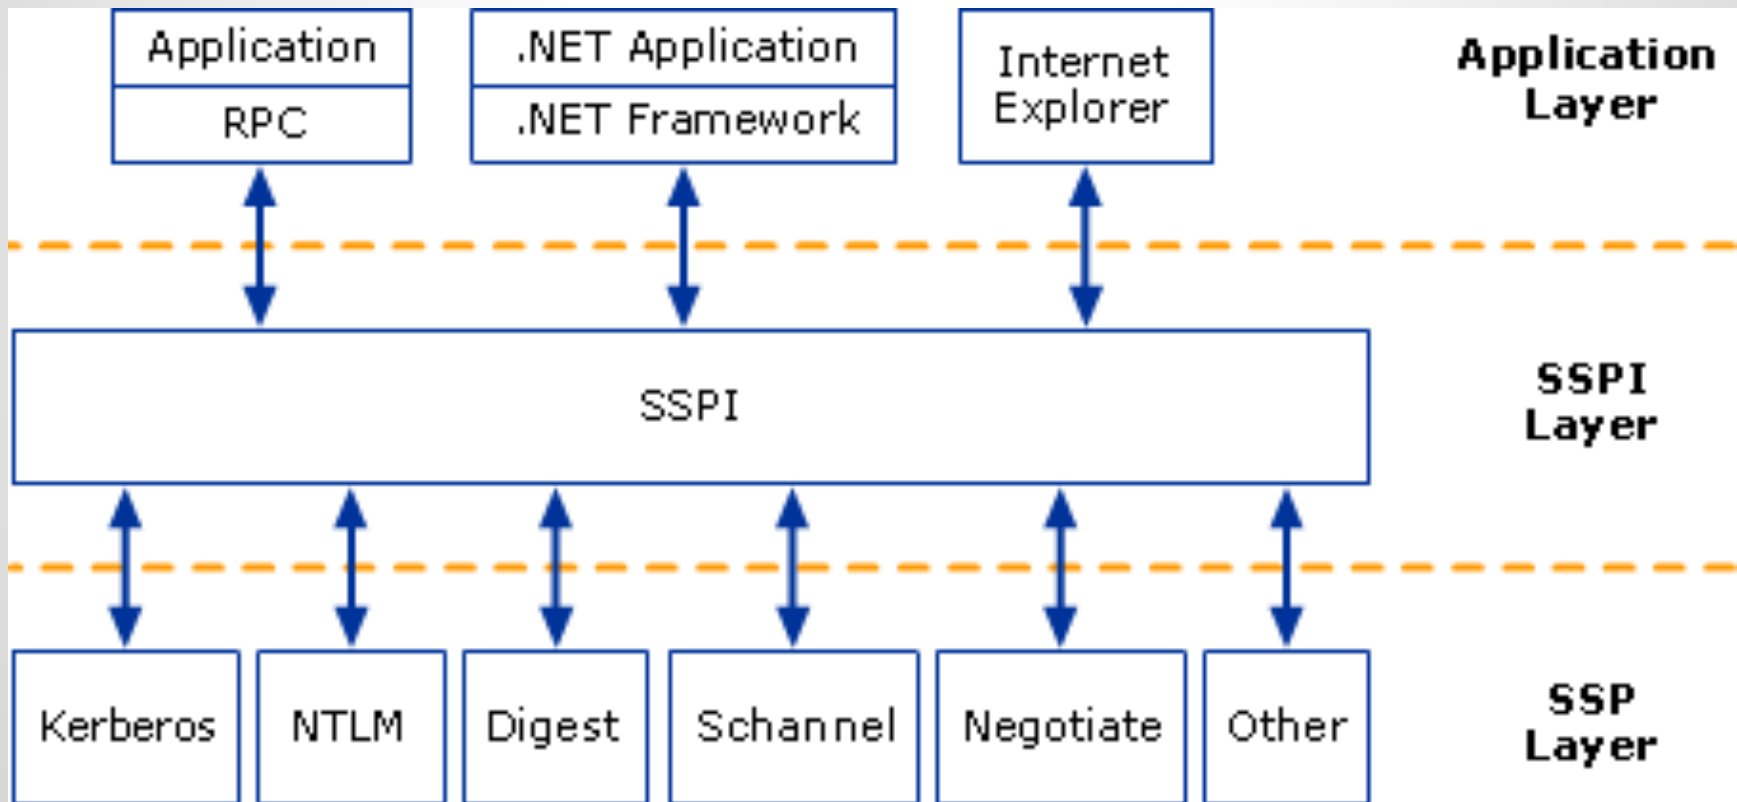 Application
RPC
.NET Application
.NET Framework
Internet
Explorer
Application
Layer
SSPI
SSPI
Layer
Kerberos
NTLM
Digest
Schannel
Negotiate
Other
SSP
Layer